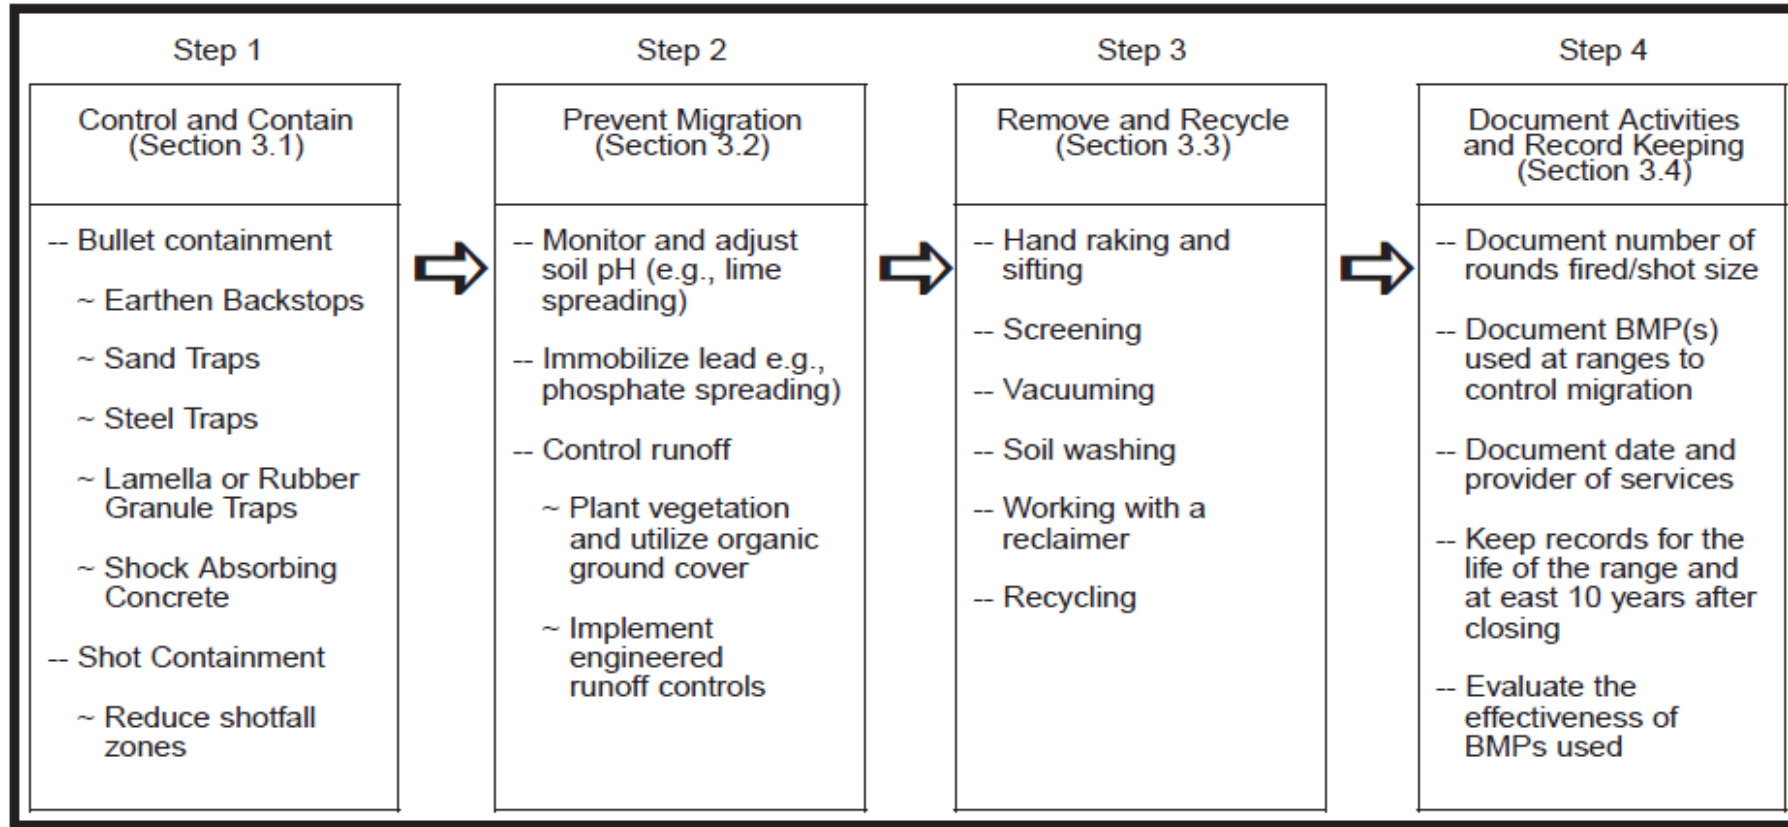 Step 1
Control and Contain
(Section 3.1)
-- Bullet containment
~ Earthen Backstops
~ Sand Traps
~ Steel Traps
~ Lamella or Rubber
Granule Traps
~ Shock Absorbing
Concrete
-- Shot Containment
~ Reduce shotfall
zones
Step 2
Prevent Migration
(Section 3.2)
-- Monitor and adjust
soil pH (e.g., lime
spreading)
-- Immobilize lead e.g.,
phosphate spreading)
-- Control runoff
~ Plant vegetation
and utilize organic
ground cover
~ Implement
engineered
runoff controls
Step 3
Remove and Recycle
(Section 3.3)
-- Hand raking and
sifting
-- Screening
-- Vacuuming
-- Soil washing
-- Working with a
reclaimer
-- Recycling
Step 4
Document Activities
and Record Keeping
(Section 3.4)
-- Document number of
rounds fired/shot size
-- Document BMP(s)
used at ranges to
control migration
-- Document date and
provider of services
-- Keep records for the
life of the range and
at east 10 years after
closing
-- Evaluate the
effectiveness of
BMPs used